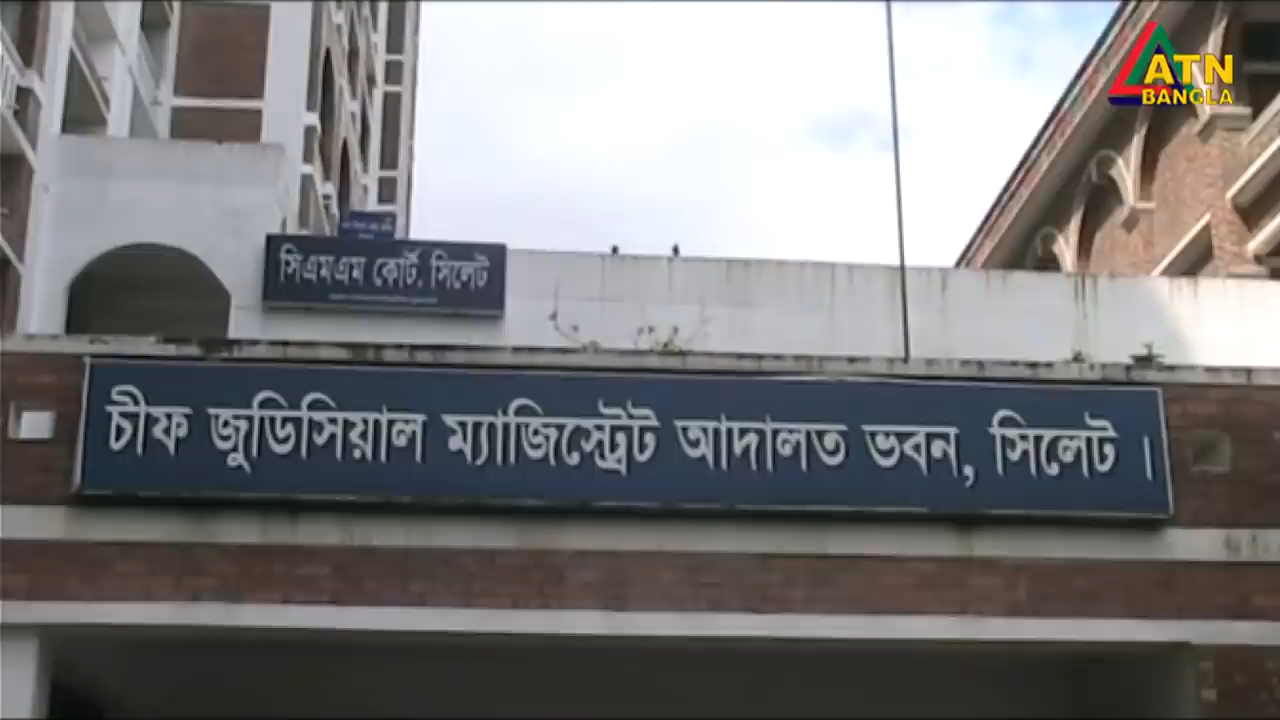 ATN
BANGLA
সিএমএম কোর্ট, সিলেট
চীফ জুডিসিয়াল ম্যাজিস্ট্রেট আদালত ভবন, সিলেট ।